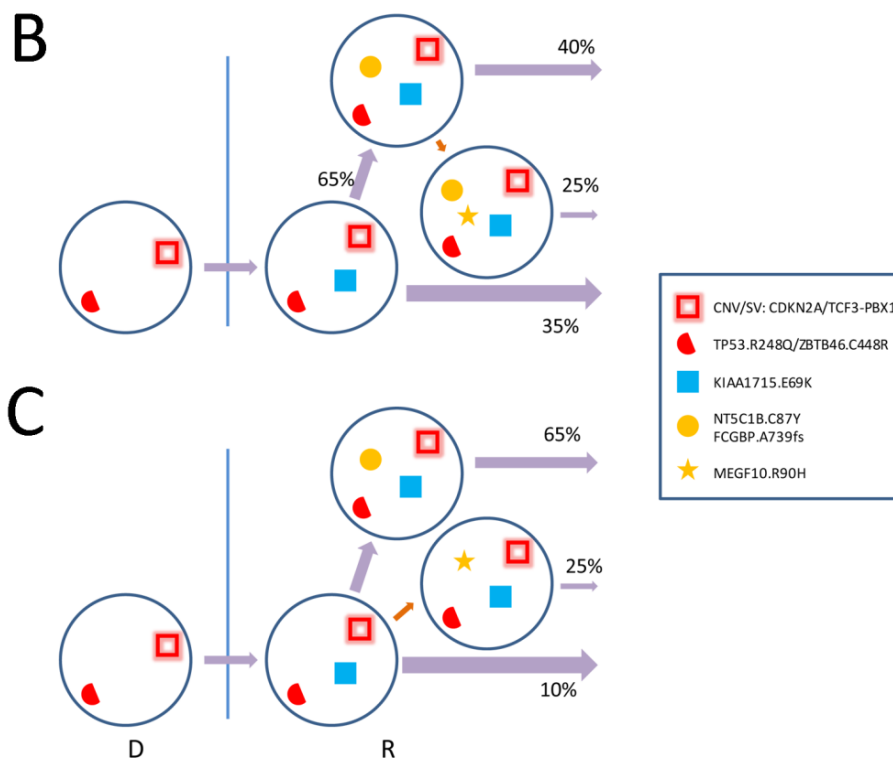 B
40%
65%
25%
35%
CNV/SV: CDKN2A/TCF3-PBX1
TP53.R248Q/ZBTB46.C448R
KIAA1715.E69K
NT5C1B.C87Y
FCGBP.A739fs
MEGF10.R90H
C
65%
25%
10%
D
R